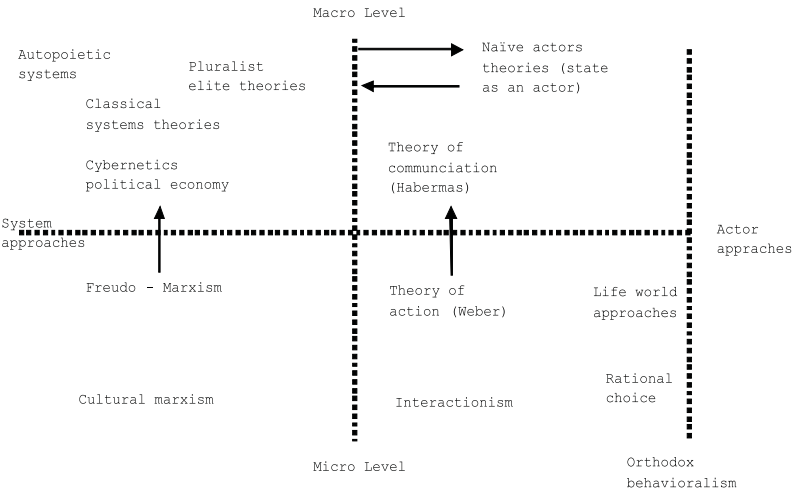 Macro Level
Autopoietic
systems
Pluralist
elite theories
Classical
systems theories
Cybernetics
political economy
Naïve actors
theories (state
as an actor)
Theory of
communciation
(Habermas)
System
approaches
Actor
appraches
Freudo - Marxism
Theory of
action (Weber)
Life world
approaches
Cultural marxism
Interactionism
Rational
choice
Micro Level
Orthodox
behavioralism